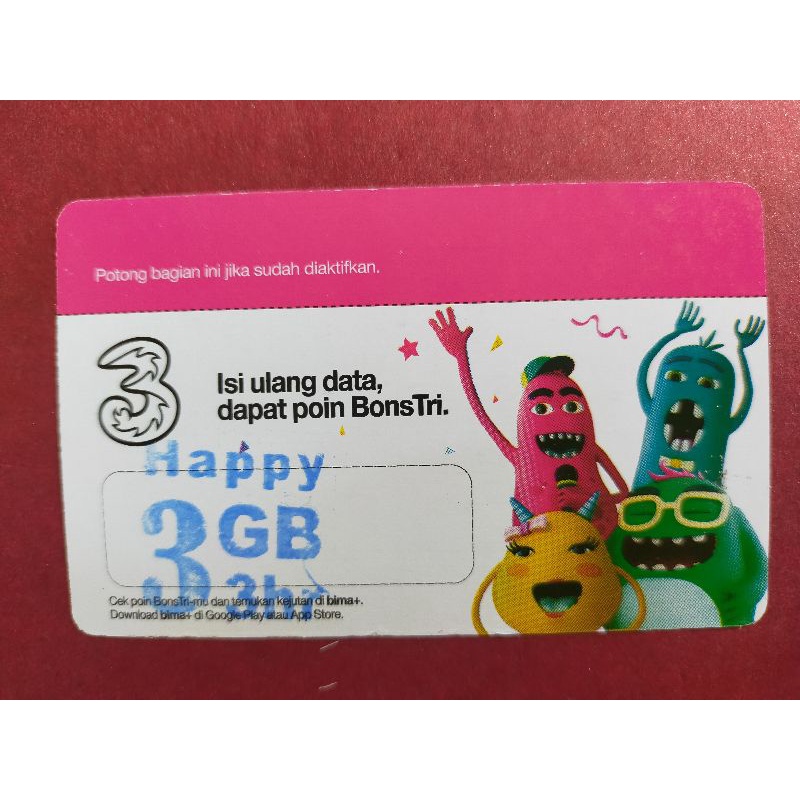 Potong bagian ini jika sudah diaktifkan.
3
Isi ulang data,
dapat poin BonsTri.
Happy
3 GB
Cek poin BonsTri-mu dan temukan kejutan di bima+.
Download bima+ di Google Play atau App Store.